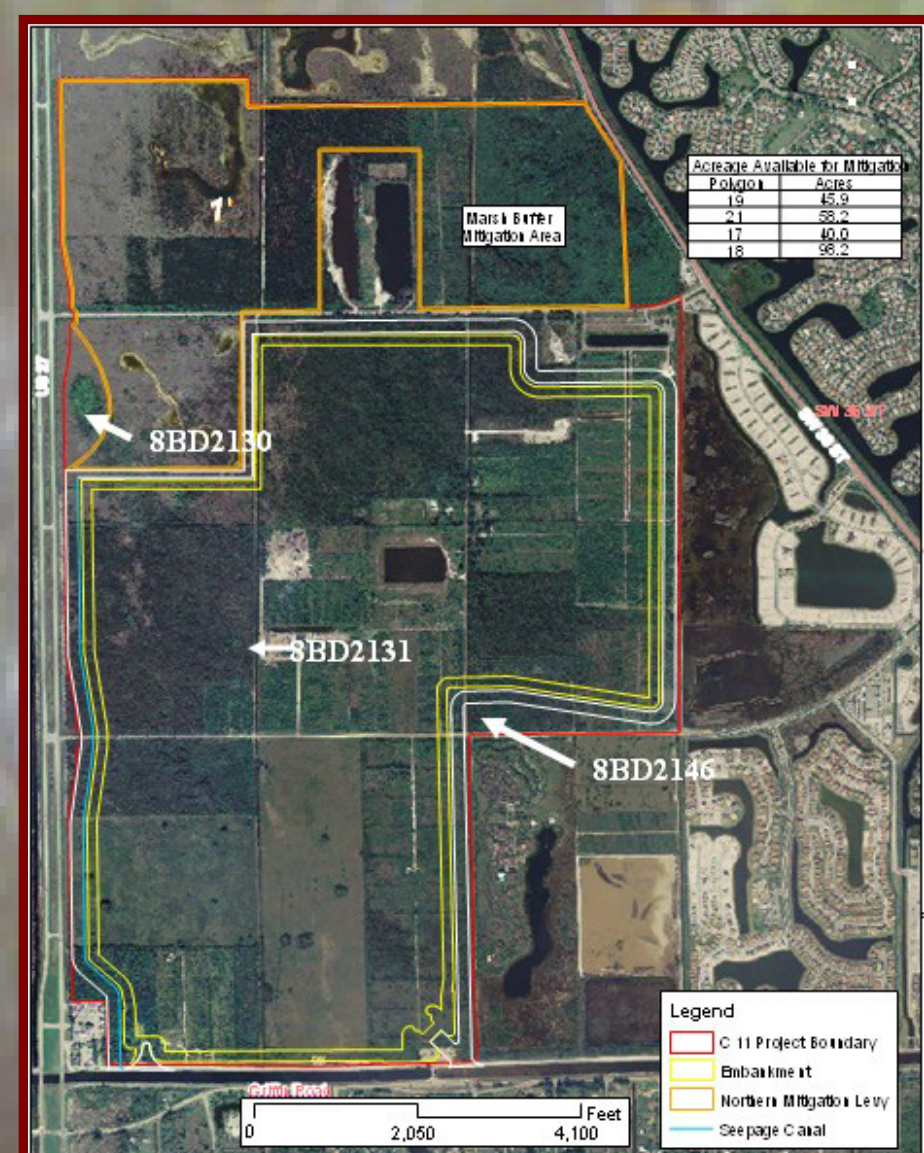 Acreage Available for Mitigation
Polygon Acres
19 45.9
21 58.2
17 40.0
18 98.2
1'
Marsh Buffer
Mitigation Area
US 27
SW 36 ST
8BD2130
8BD2131
8BD2146
Griffin Road
Feet
0 2,050 4,100
Legend
C 11 Project Boundary
Embankment
Northern Mitigation Levy
Seepage Canal